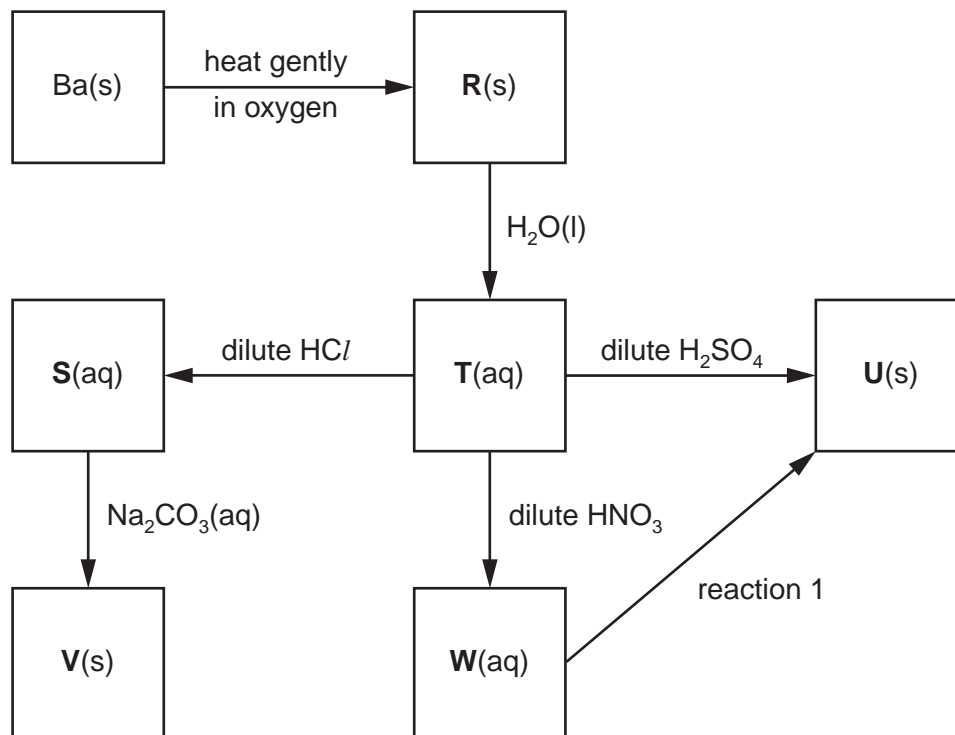 Ba(s)
heat gently
in oxygen
R(s)
H₂O(l)
S(aq)
dilute HCl
T(aq)
dilute H₂SO₄
U(s)
Na₂CO₃(aq)
dilute HNO₃
reaction 1
V(s)
W(aq)